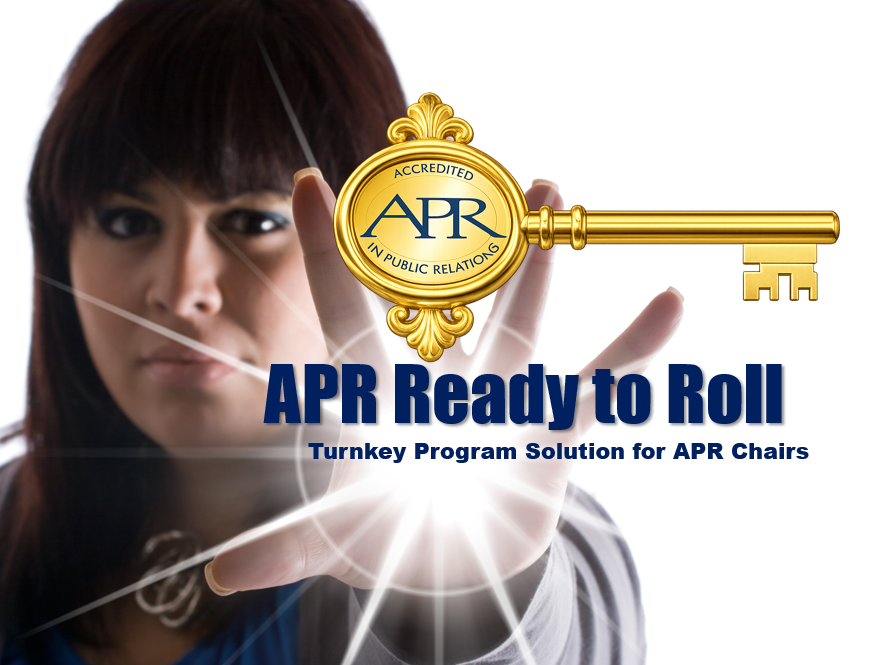 ACCREDITED
APR
IN PUBLIC RELATIONS
APR Ready to Roll
Turnkey Program Solution for APR Chairs